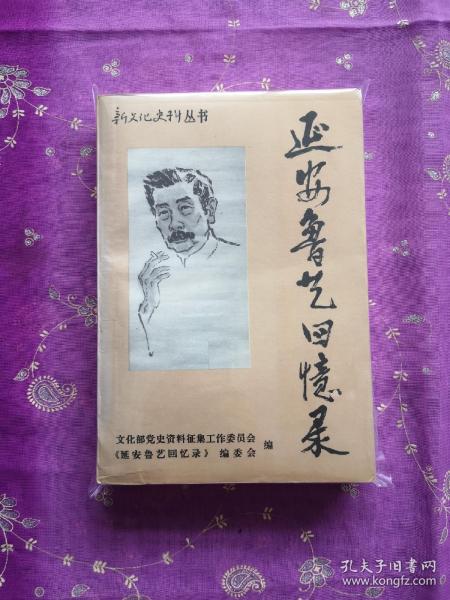 新文化史料丛书
延安鲁艺回憶录
文化部党史资料征集工作委员会
《延安鲁艺回忆录》 编委会 编
孔夫子旧书网
www.kongfz.com